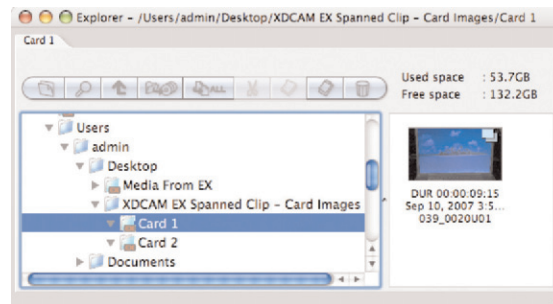 Explorer – /Users/admin/Desktop/XDCAM EX Spanned Clip – Card Images/Card 1
Card 1
ALL
Used space : 53.7GB
Free space : 132.2GB
Users
admin
Desktop
Media From EX
XDCAM EX Spanned Clip – Card Images
Card 1
Card 2
Documents
DUR 00:00:09:15
Sep 10, 2007 3:5...
039_0020U01